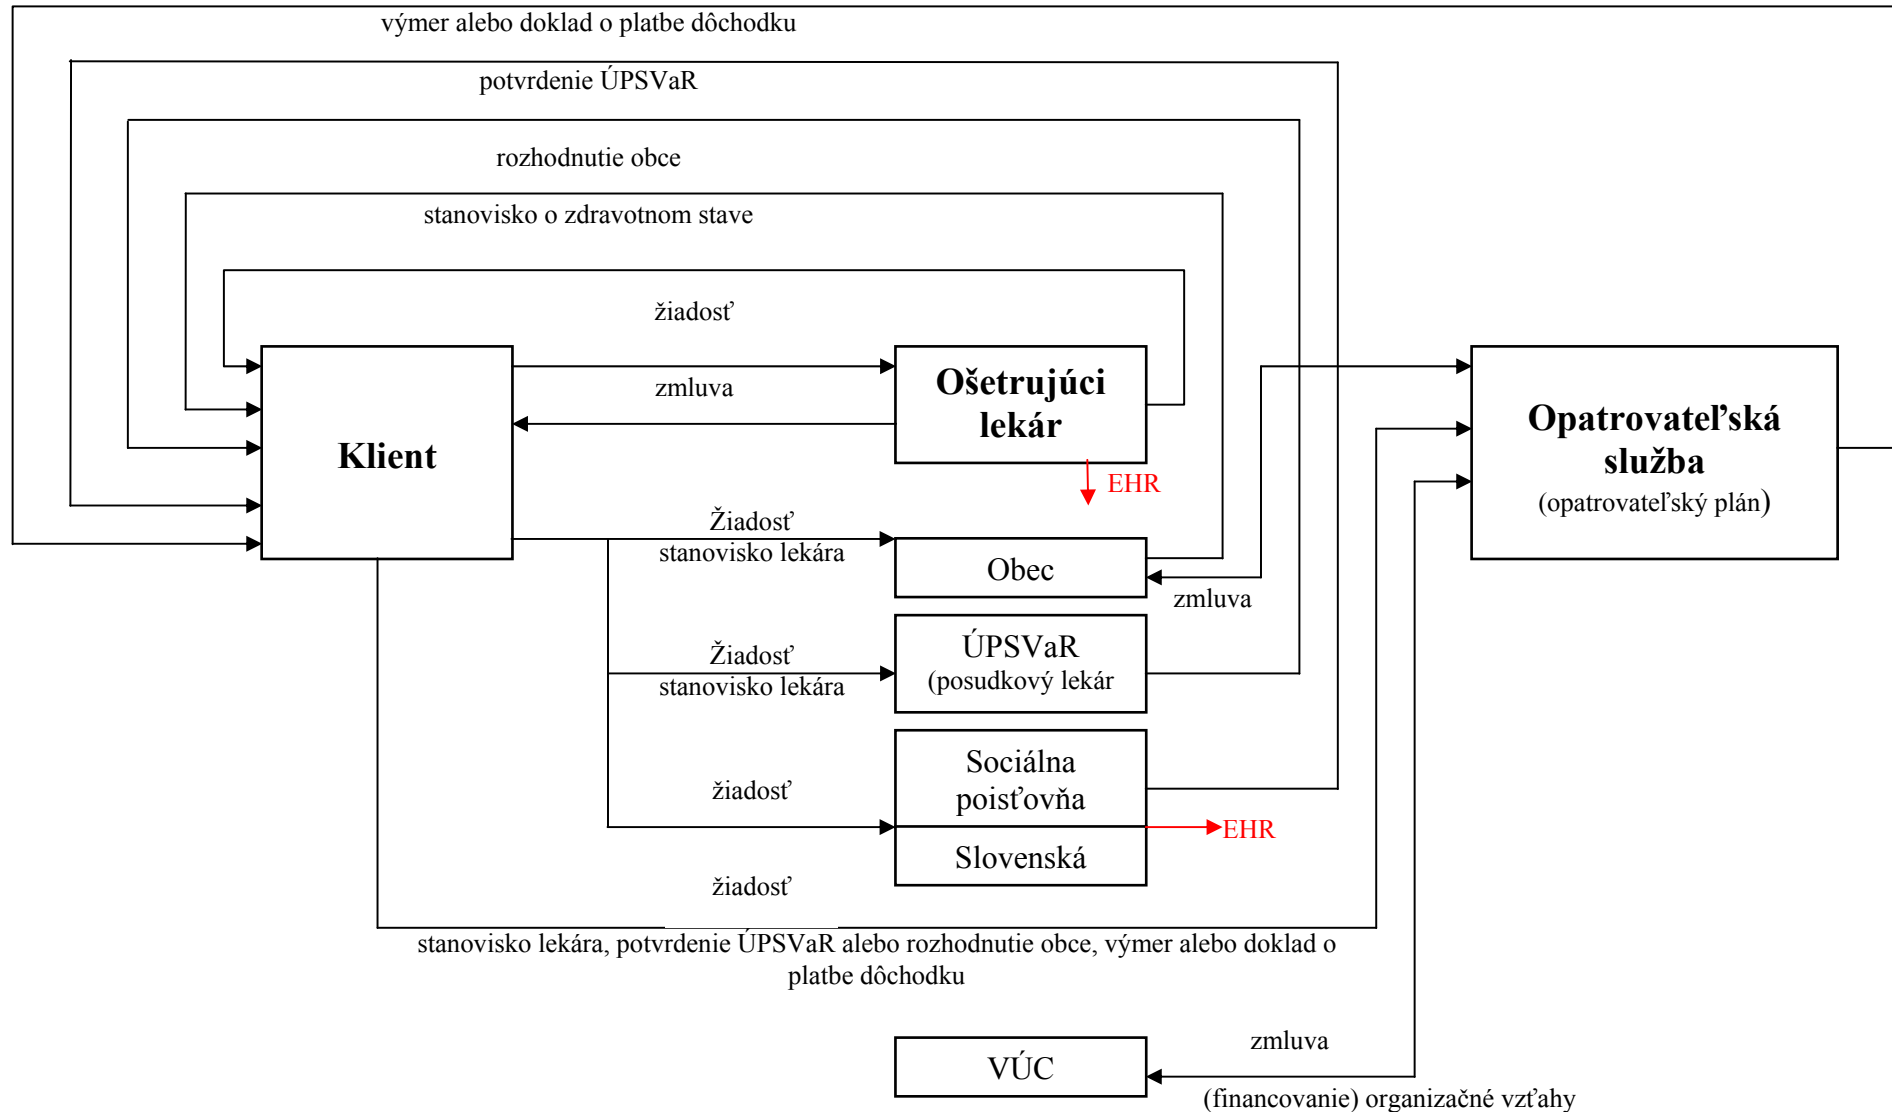 výmer alebo doklad o platbe dôchodku
potvrdenie ÚPSVaR
rozhodnutie obce
stanovisko o zdravotnom stave
žiadosť
zmluva
Klient
Ošetrujúci
lekár
EHR
Opatrovateľská
služba
(opatrovateľský plán)
Žiadosť
stanovisko lekára
Obec
zmluva
Žiadosť
stanovisko lekára
ÚPSVaR
(posudkový lekár
žiadosť
Sociálna
poisťovňa
EHR
Slovenská
žiadosť
stanovisko lekára, potvrdenie ÚPSVaR alebo rozhodnutie obce, výmer alebo doklad o
platbe dôchodku
VÚC
zmluva
(financovanie) organizačné vzťahy